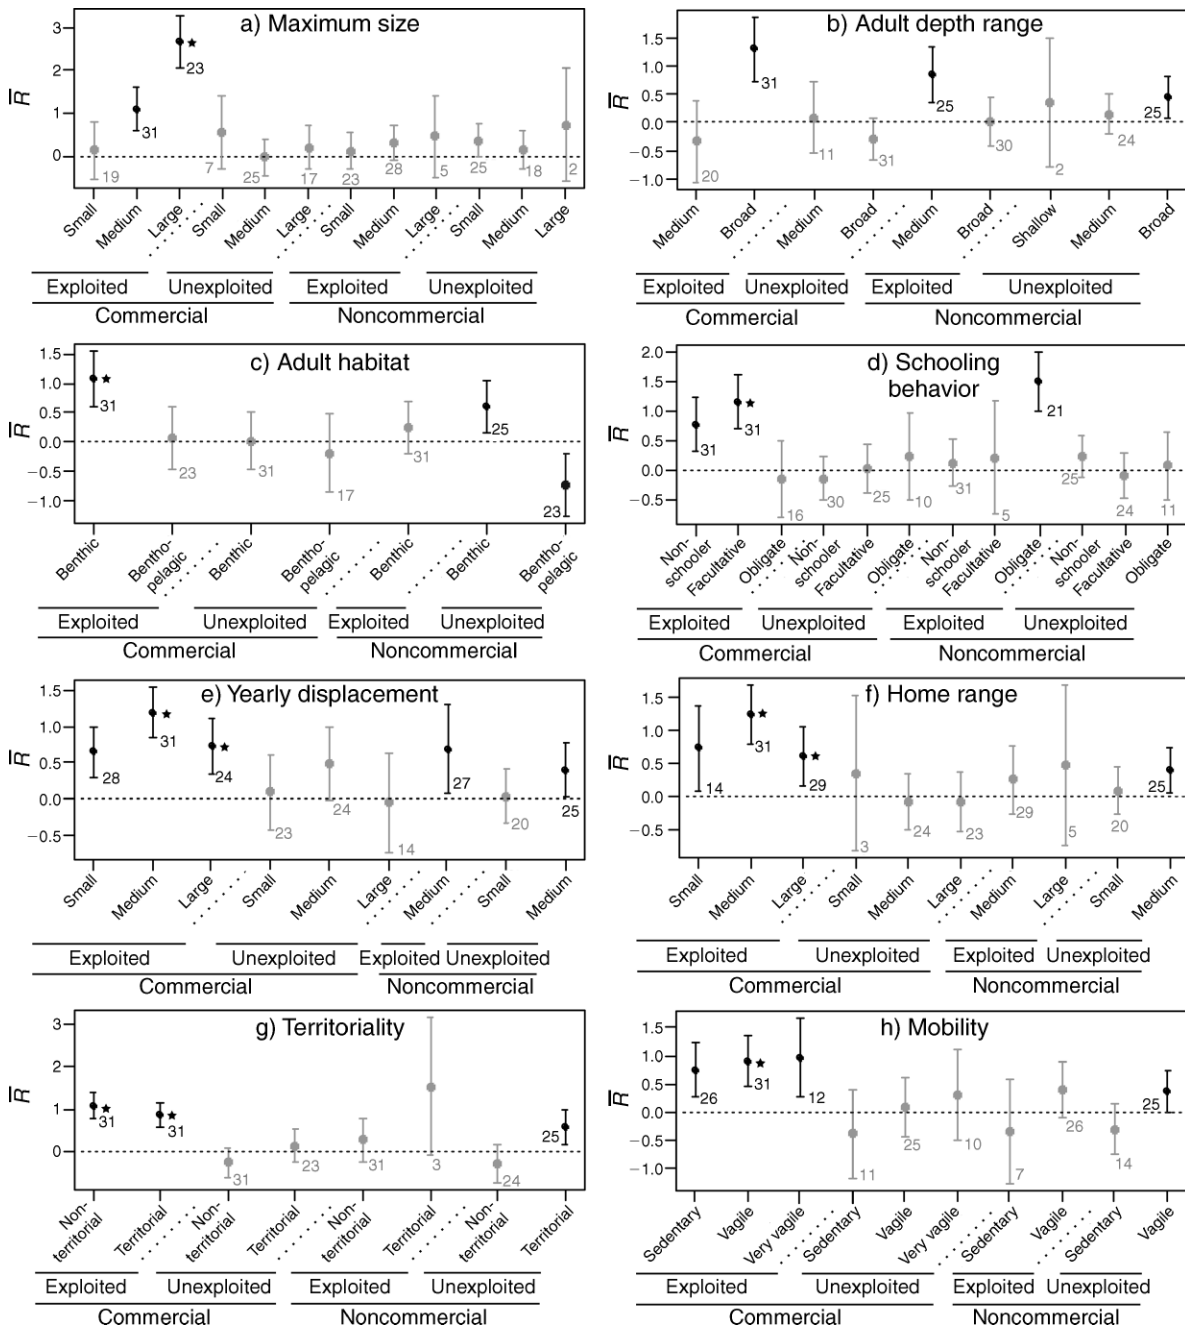 a) Maximum size
R
3
2
1
0
19
31
23
7
25
17
23
28
5
25
18
2
Small
Medium
Large
Small
Medium
Large
Small
Medium
Large
Small
Medium
Large
Exploited
Unexploited
Exploited
Unexploited
Commercial
Noncommercial
b) Adult depth range
R
1.5
1.0
0.5
0.0
−0.5
−1.0
20
31
11
31
25
30
2
24
25
Medium
Broad
Medium
Broad
Medium
Broad
Shallow
Medium
Broad
Exploited
Unexploited
Exploited
Unexploited
Commercial
Noncommercial
c) Adult habitat
R
1.5
1.0
0.5
0.0
−0.5
−1.0
31
23
31
17
31
25
23
Benthic
Bentho-
pelagic
Benthic
Bentho-
pelagic
Benthic
Benthic
Bentho-
pelagic
Exploited
Unexploited
Exploited
Unexploited
Commercial
Noncommercial
d) Schooling
behavior
R
2.0
1.5
1.0
0.5
0.0
−0.5
31
31
16
30
25
10
31
5
21
25
24
11
Non-
schooler
Facultative
Obligate
Non-
schooler
Facultative
Obligate
Non-
schooler
Facultative
Obligate
Non-
schooler
Facultative
Obligate
Exploited
Unexploited
Exploited
Unexploited
Commercial
Noncommercial
e) Yearly displacement
R
1.5
1.0
0.5
0.0
−0.5
28
31
24
23
24
14
27
20
25
Small
Medium
Large
Small
Medium
Large
Medium
Small
Medium
Exploited
Unexploited
Exploited
Unexploited
Commercial
Noncommercial
f) Home range
R
1.5
1.0
0.5
0.0
−0.5
14
31
29
3
24
23
29
5
20
25
Small
Medium
Large
Small
Medium
Large
Medium
Large
Small
Medium
Exploited
Unexploited
Exploited
Unexploited
Commercial
Noncommercial
g) Territoriality
R
3
2
1
0
31
31
31
23
31
3
24
25
Non-
territorial
Territorial
Non-
territorial
Territorial
Non-
territorial
Territorial
Non-
territorial
Territorial
Exploited
Unexploited
Exploited
Unexploited
Commercial
Noncommercial
h) Mobility
R
1.5
1.0
0.5
0.0
−0.5
−1.0
26
31
12
11
25
10
7
26
14
25
Sedentary
Vagile
Very vagile
Sedentary
Vagile
Very vagile
Sedentary
Vagile
Sedentary
Vagile
Exploited
Unexploited
Exploited
Unexploited
Commercial
Noncommercial